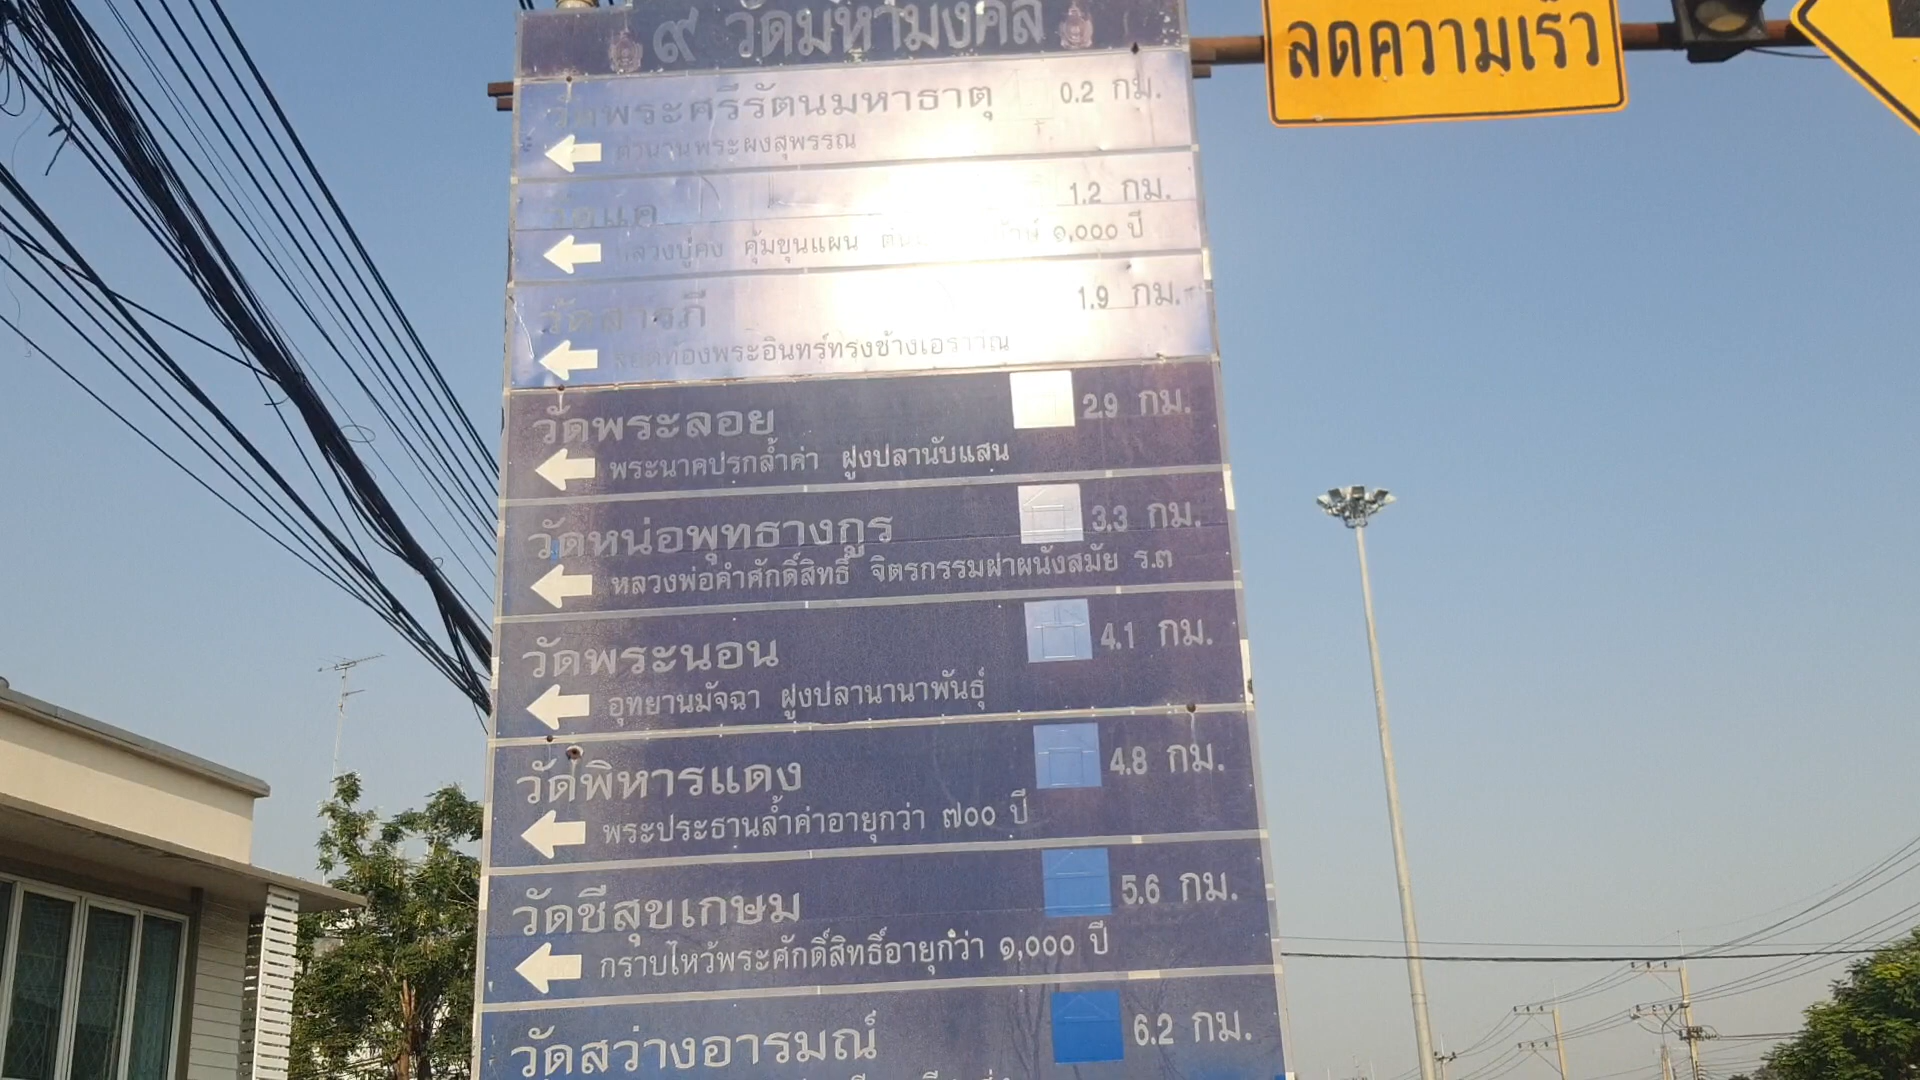 ๙ วัดมหามงคล
ลดความเร็ว
วัดพระศรีรัตนมหาธาตุ 0.2 กม.
ตำนานพระผงสุพรรณ
วัดแค 1.2 กม.
หลวงปู่คง คุ้มขุนแผน ๑,๐๐๐ ปี
วัดสารภี 1.9 กม.
พระอินทร์ทรงช้างเอราวัณ
วัดพระลอย 2.9 กม.
พระนาคปรกล้ำค่า ฝูงปลานับแสน
วัดหน่อพุทธางกูร 3.3 กม.
หลวงพ่อคำศักดิ์สิทธิ์ จิตรกรรมฝาผนังสมัย ร.๓
วัดพระนอน 4.1 กม.
อุทยานมัจฉา ฝูงปลานานาพันธุ์
วัดพิหารแดง 4.8 กม.
พระประธานล้ำค่าอายุกว่า ๗๐๐ ปี
วัดชีสุขเกษม 5.6 กม.
กราบไหว้พระศักดิ์สิทธิ์อายุกว่า ๑,๐๐๐ ปี
วัดสว่างอารมณ์ 6.2 กม.